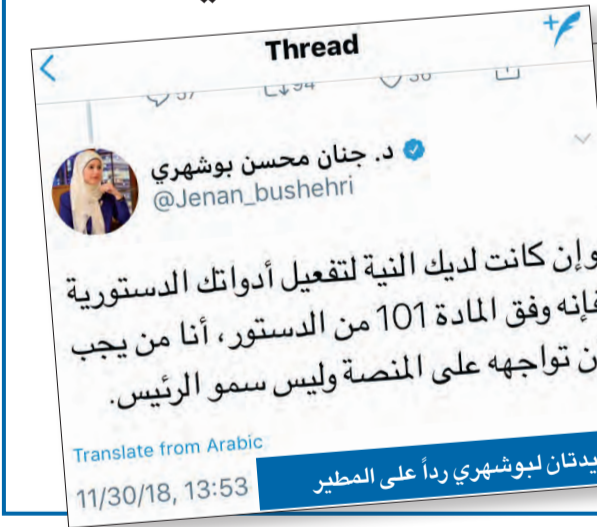 Thread
94
د. جنان محسن بوشهري
@Jenan_bushehri
وإن كانت لديك النية لتفعيل أدواتك الدستورية
فإنه وفق المادة 101 من الدستور، أنا من يجب
تواجهه على المنصة وليس سمو الرئيس.
Translate from Arabic
11/30/18, 13:53
لبوشهري رداً على المطير